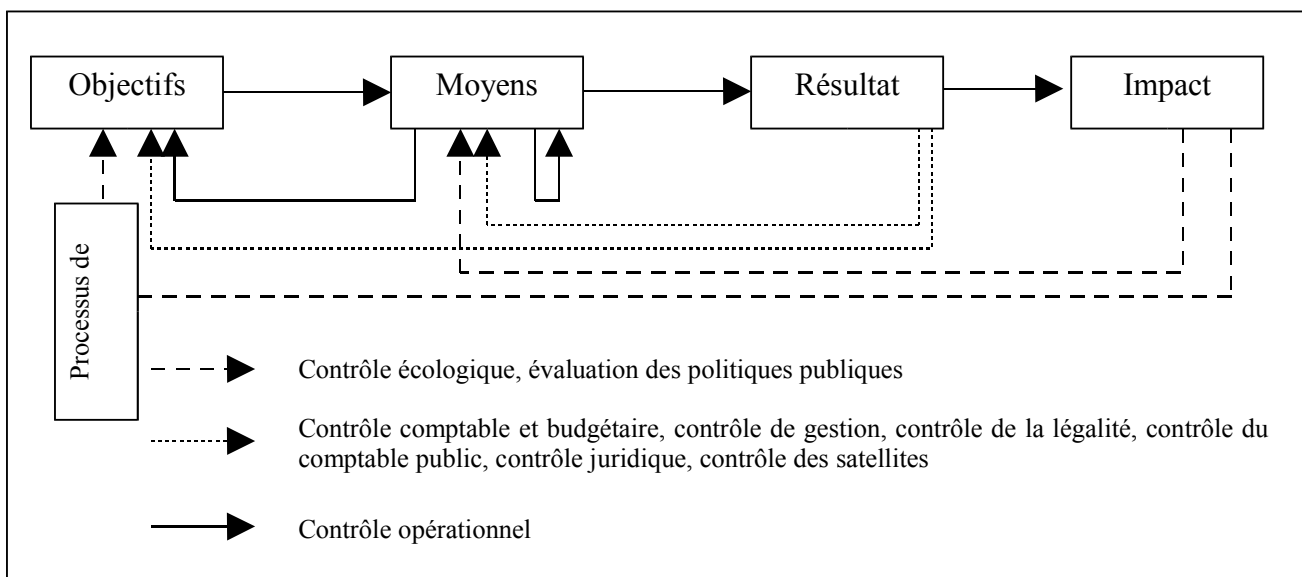 Objectifs
Moyens
Résultat
Impact
Processus de
Contrôle écologique, évaluation des politiques publiques
Contrôle comptable et budgétaire, contrôle de gestion, contrôle de la légalité, contrôle du
comptable public, contrôle juridique, contrôle des satellites
Contrôle opérationnel